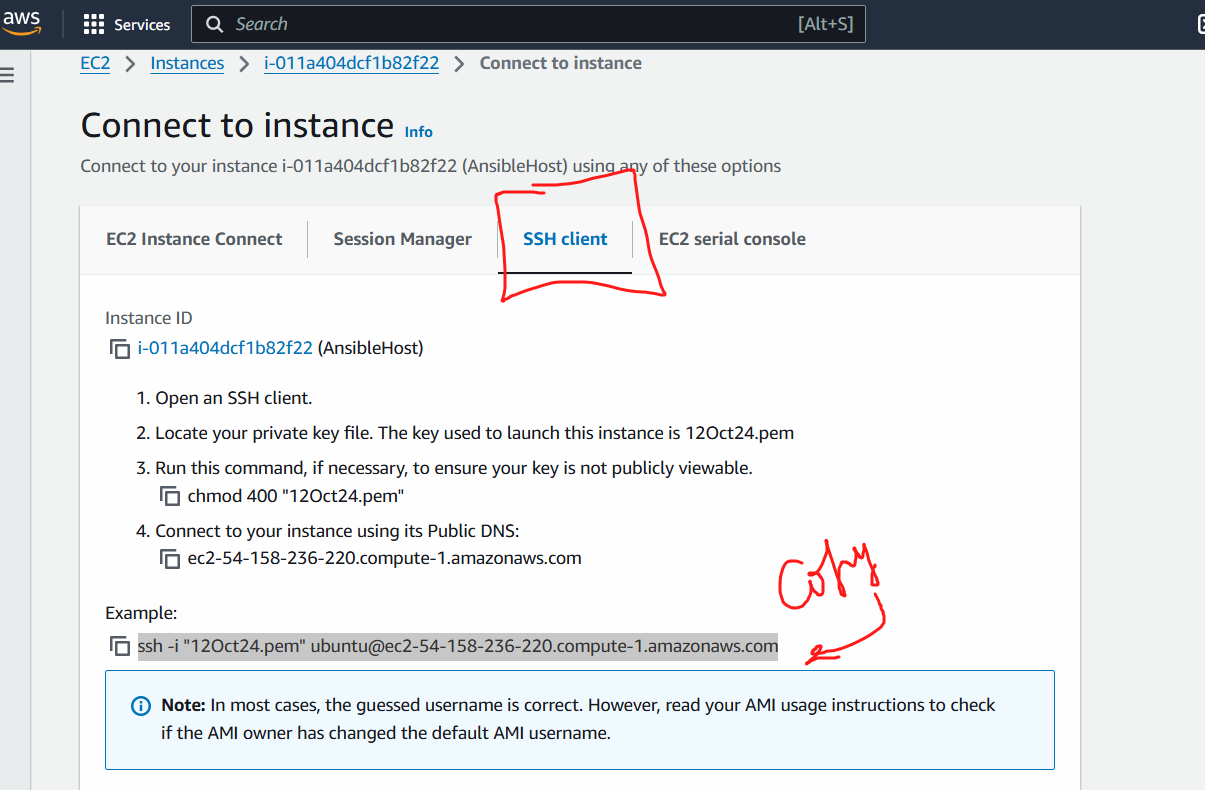 aws Services Search [Alt+S]
EC2 > Instances > i-011a404dcf1b82f22 > Connect to instance
Connect to instance Info
Connect to your instance i-011a404dcf1b82f22 (AnsibleHost) using any of these options
EC2 Instance Connect Session Manager SSH client EC2 serial console
Instance ID
i-011a404dcf1b82f22 (AnsibleHost)
1. Open an SSH client.
2. Locate your private key file. The key used to launch this instance is 12Oct24.pem
3. Run this command, if necessary, to ensure your key is not publicly viewable.
chmod 400 "12Oct24.pem"
4. Connect to your instance using its Public DNS:
ec2-54-158-236-220.compute-1.amazonaws.com
Copy
Example:
ssh -i "12Oct24.pem" ubuntu@ec2-54-158-236-220.compute-1.amazonaws.com
Note: In most cases, the guessed username is correct. However, read your AMI usage instructions to check
if the AMI owner has changed the default AMI username.